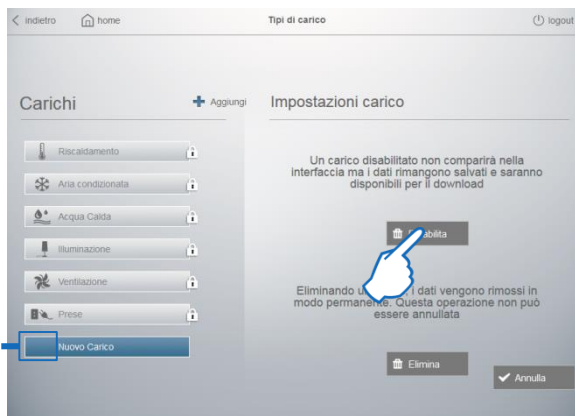 indietro
home
Tipi di carico
logout
Carichi
Aggiungi
Riscaldamento
Aria condizionata
Acqua Calda
Illuminazione
Ventilazione
Prese
Nuovo Carico
Impostazioni carico
Un carico disabilitato non comparirà nella
interfaccia ma i dati rimangono salvati e saranno
disponibili per il download
Eliminando i dati vengono rimossi in
modo permanente. Questa operazione non può
essere annullata
Elimina
Annulla